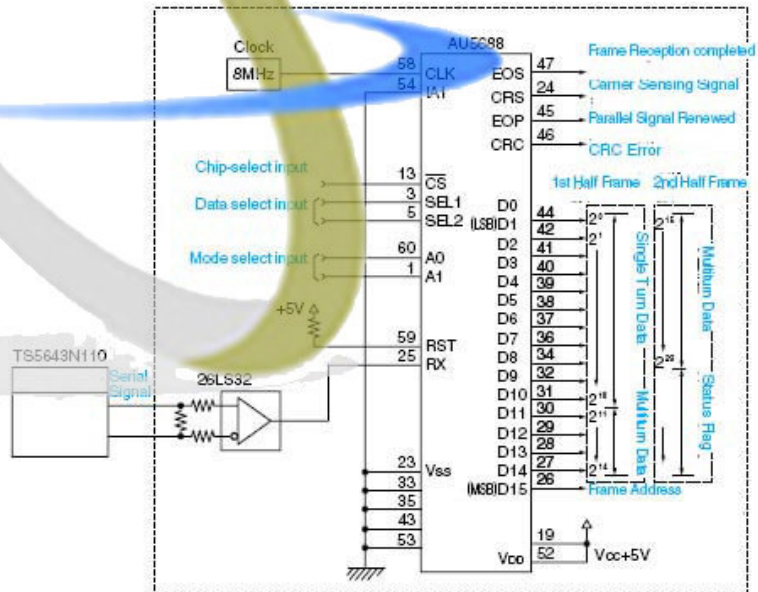 Clock
8MHz
AU5688
58 CLK
54 IA1
EOS 47
Frame Reception completed
CRS 24
Carrier Sensing Signal
EOP 45
Parallel Signal Renewed
CRC 46
CRC Error
Chip-select input
13 CS
Data select input
3 SEL1
5 SEL2
Mode select input
60 A0
1 A1
+5V
59 RST
25 RX
TS5643N110
Serial
Signal
26LS32
23 Vss
33
35
43
53
1st Half Frame 2nd Half Frame
D0
(LSB)D1 44
D2 42
D3 41
D4 40
D5 39
D6 38
D7 37
D8 36
D9 34
D10 32
D11 31
D12 30
D13 29
D14 28
(MSB)D15 27
26
Frame Address
2⁰
2¹
2¹¹
Single Turn Data
Multiturn Data
Multiturn Data
Status Flag
19
VDD 52
Vcc+5V